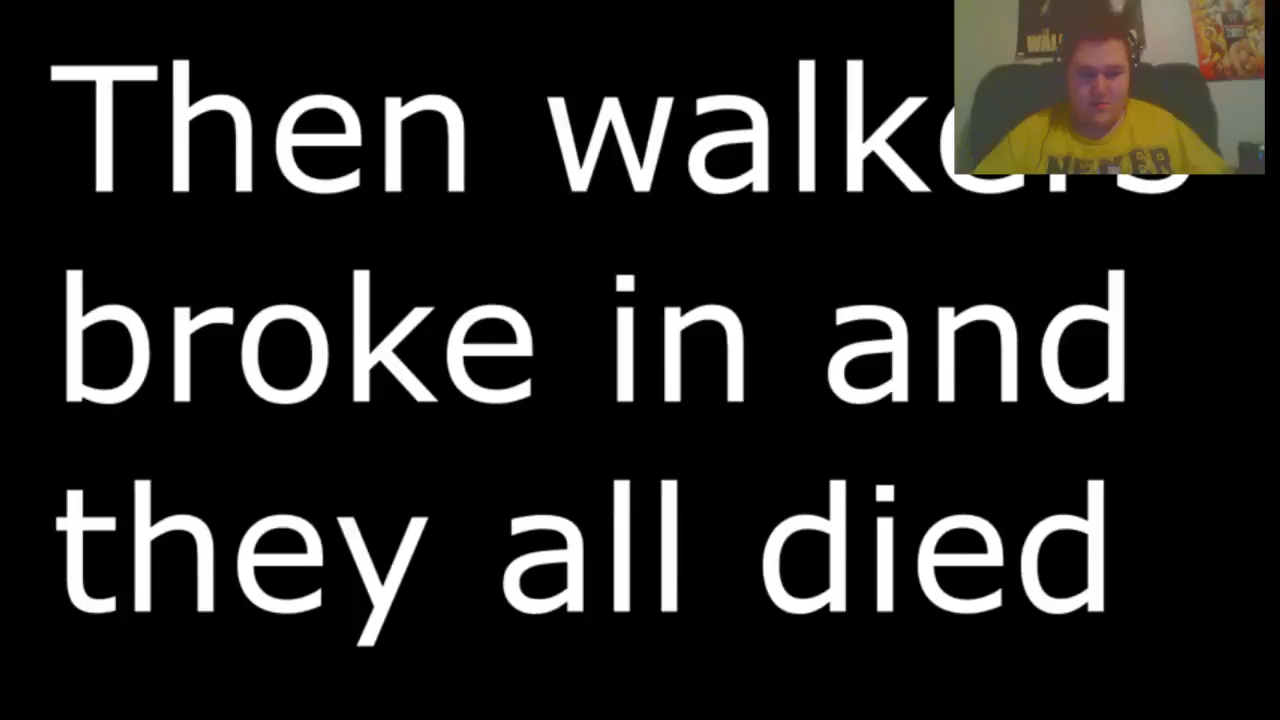 Then walkers
broke in and
they all died